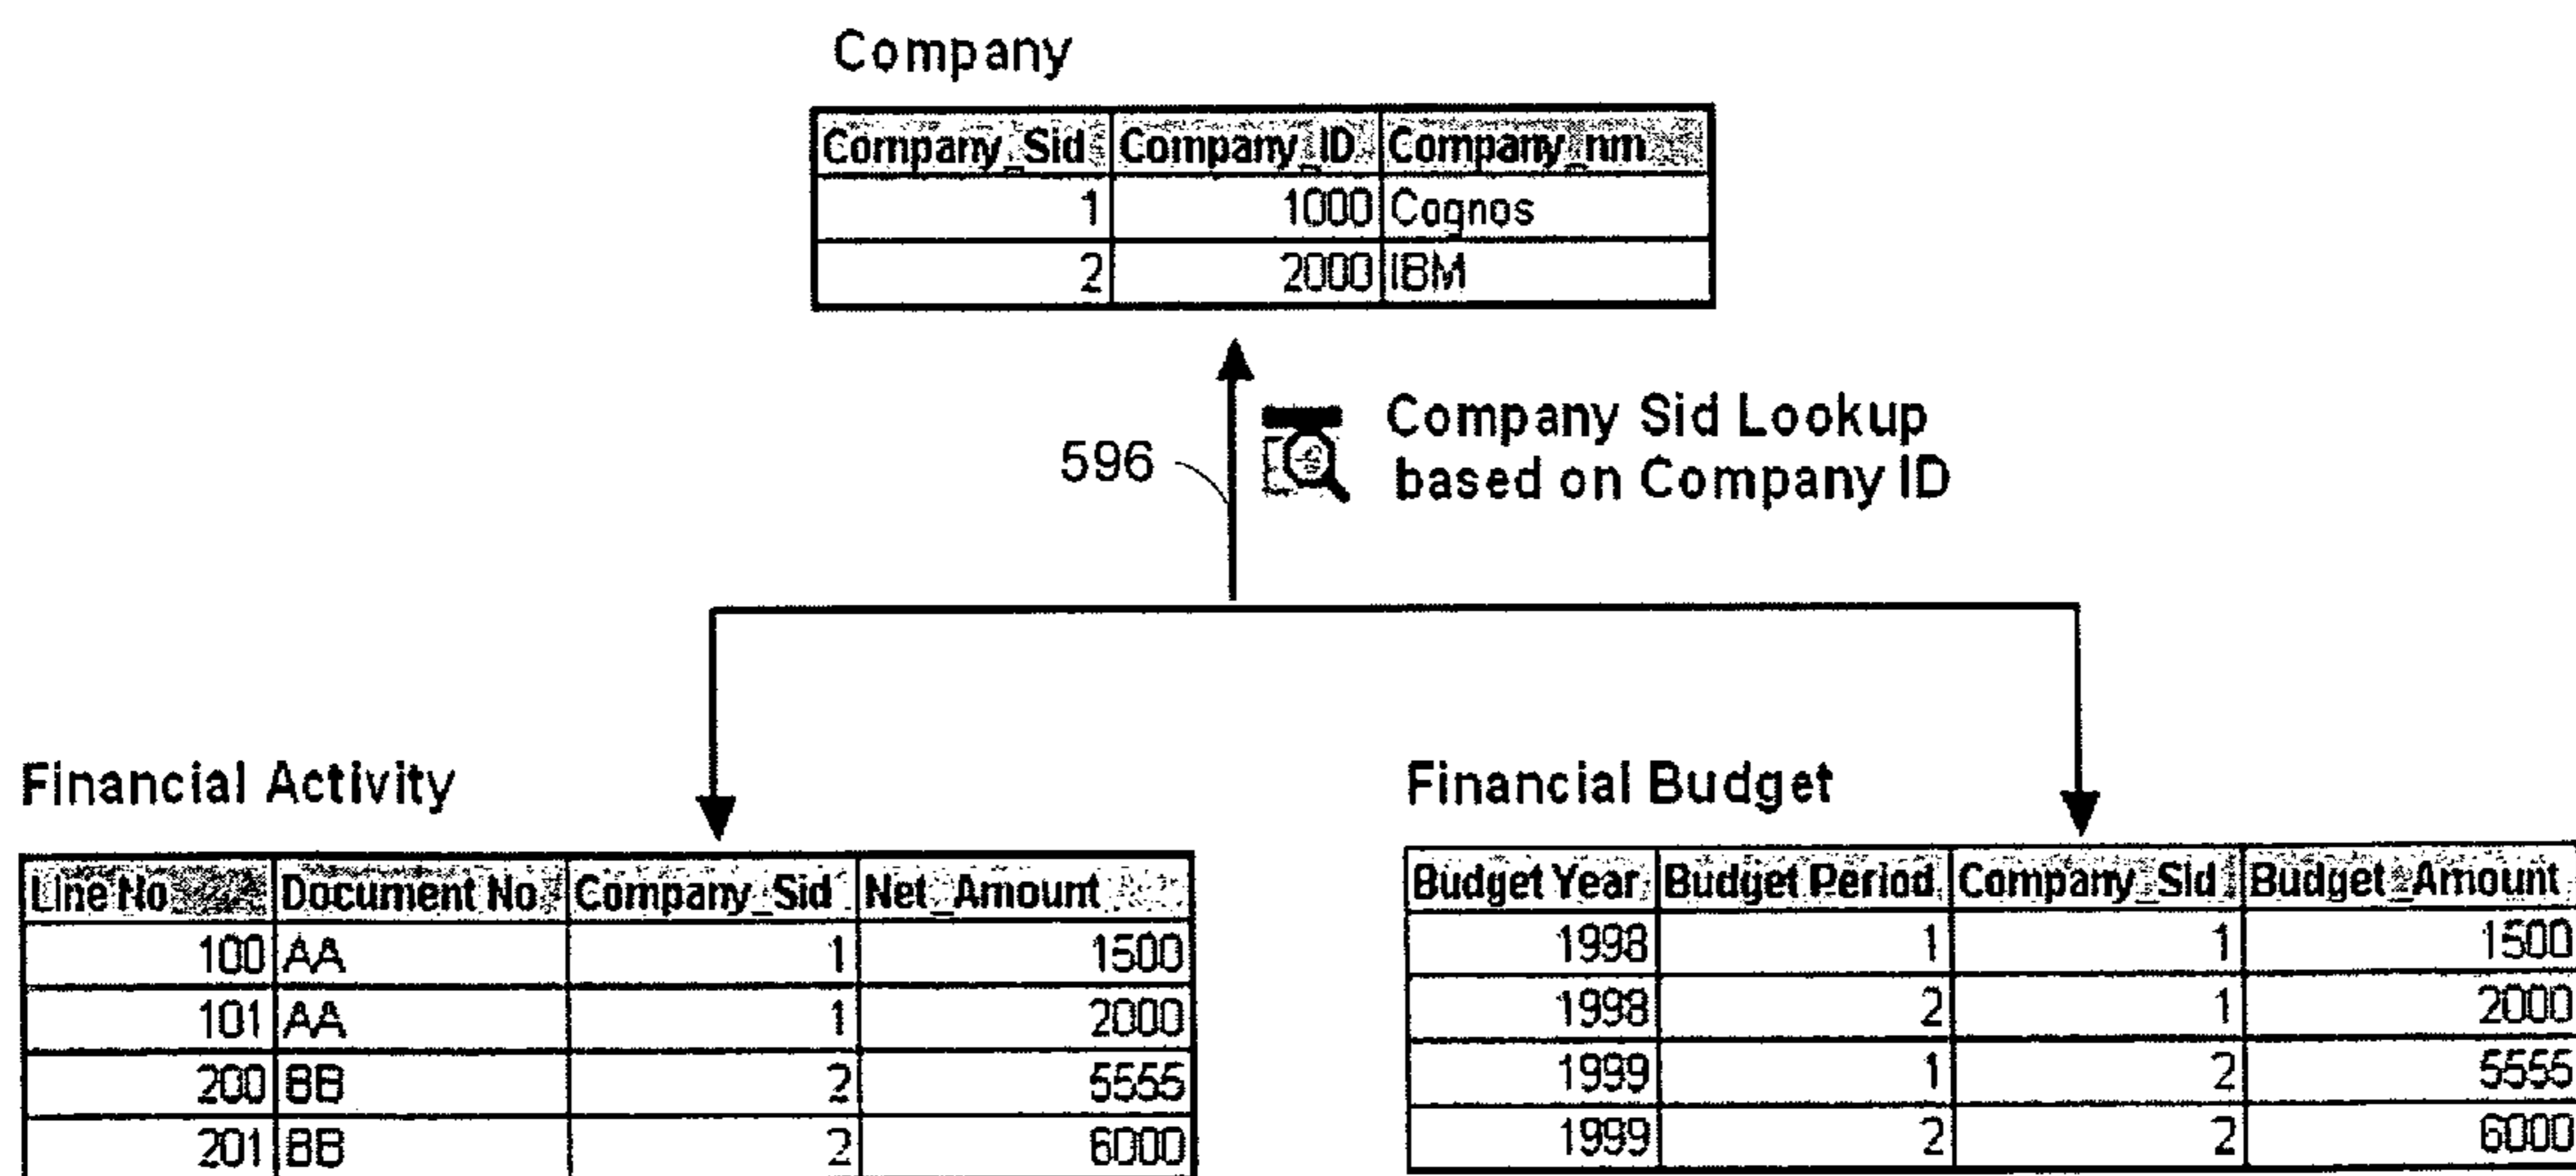 Company
Company_Sid Company_ID Company_nm
1 1000 Cognos
2 2000 IBM
596
Company Sid Lookup
based on Company ID
Financial Activity
Line No Document No Company_Sid Net_Amount
100 AA 1 1500
101 AA 1 2000
200 BB 2 5555
201 BB 2 6000
Financial Budget
Budget Year Budget Period Company_Sid Budget_Amount
1998 1 1 1500
1998 2 1 2000
1999 1 2 5555
1999 2 2 6000